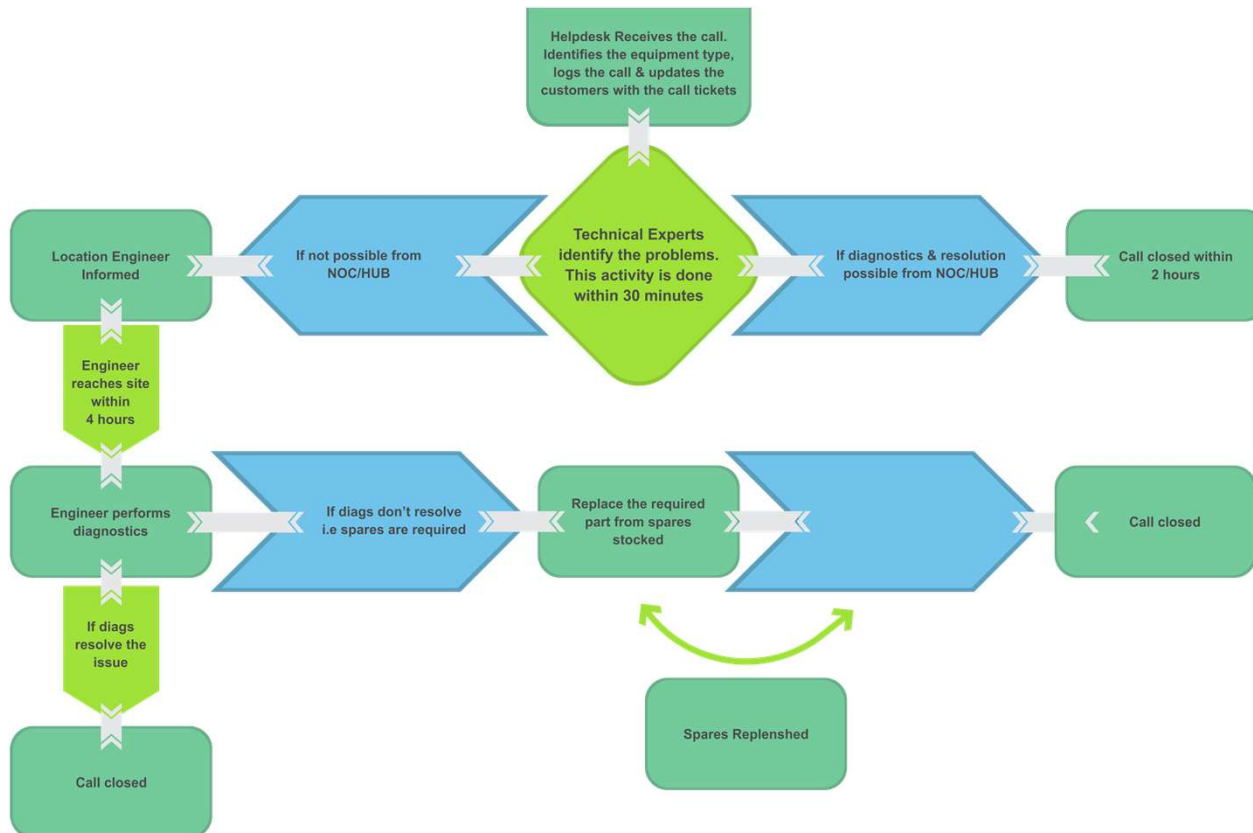 Helpdesk Receives the call.
Identifies the equipment type,
logs the call & updates the
customers with the call tickets
Location Engineer
Informed
If not possible from
NOC/HUB
Technical Experts
identify the problems.
This activity is done
within 30 minutes
If diagnostics & resolution
possible from NOC/HUB
Call closed within
2 hours
Engineer
reaches site
within
4 hours
Engineer performs
diagnostics
If diags don’t resolve
i.e spares are required
Replace the required
part from spares
stocked
Call closed
If diags
resolve the
issue
Spares Replenshed
Call closed